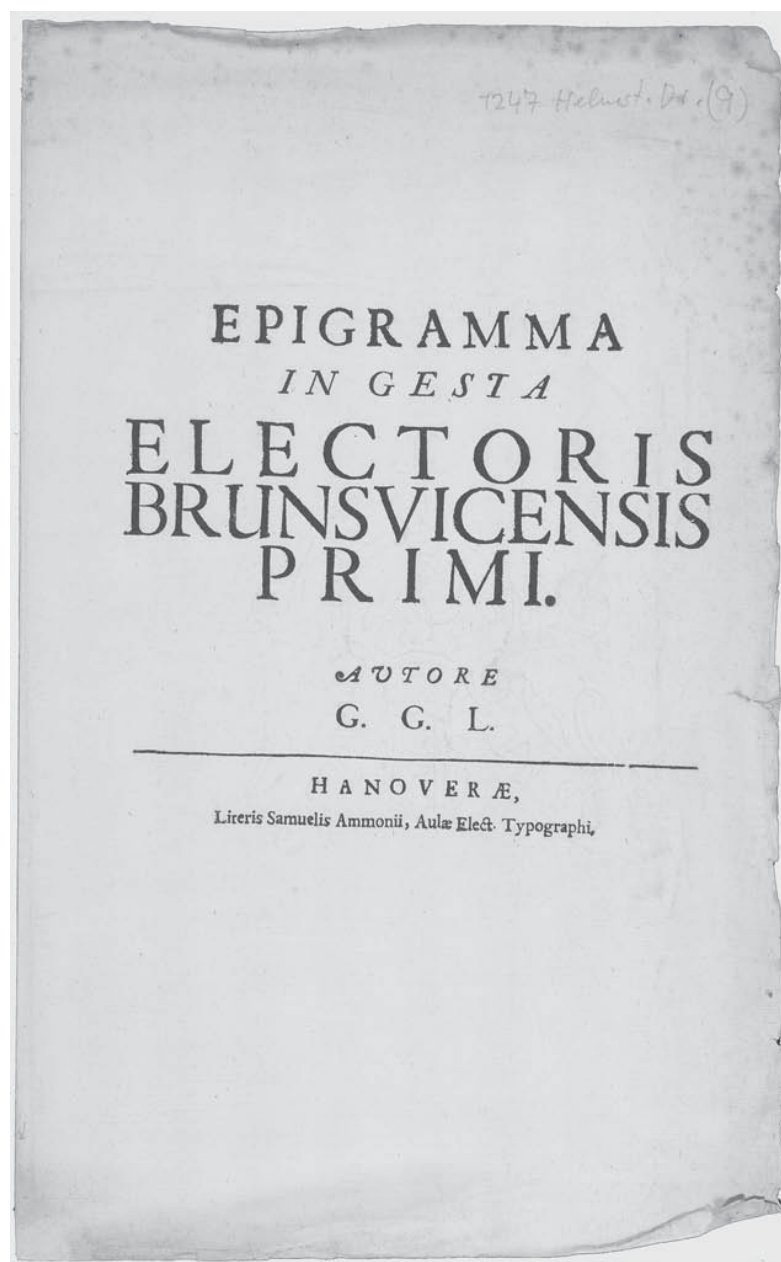 1247 Helmst. Dr. (9)
EPIGRAMMA
IN GESTA
ELECTORIS
BRUNSVICENSIS
PRIMI.
AUTORE
G. G. L.
HANOVERÆ,
Literis Samuelis Ammonii, Aulæ Elect. Typographi,